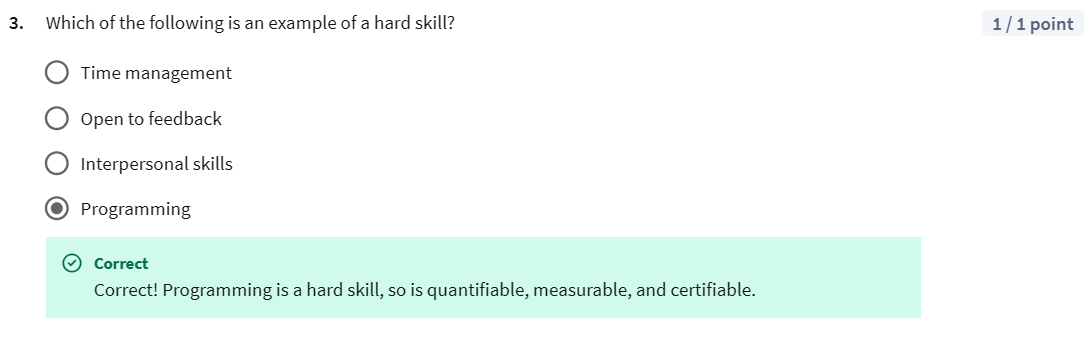 3. Which of the following is an example of a hard skill? 1 / 1 point
Time management
Open to feedback
Interpersonal skills
Programming
Correct
Correct! Programming is a hard skill, so is quantifiable, measurable, and certifiable.